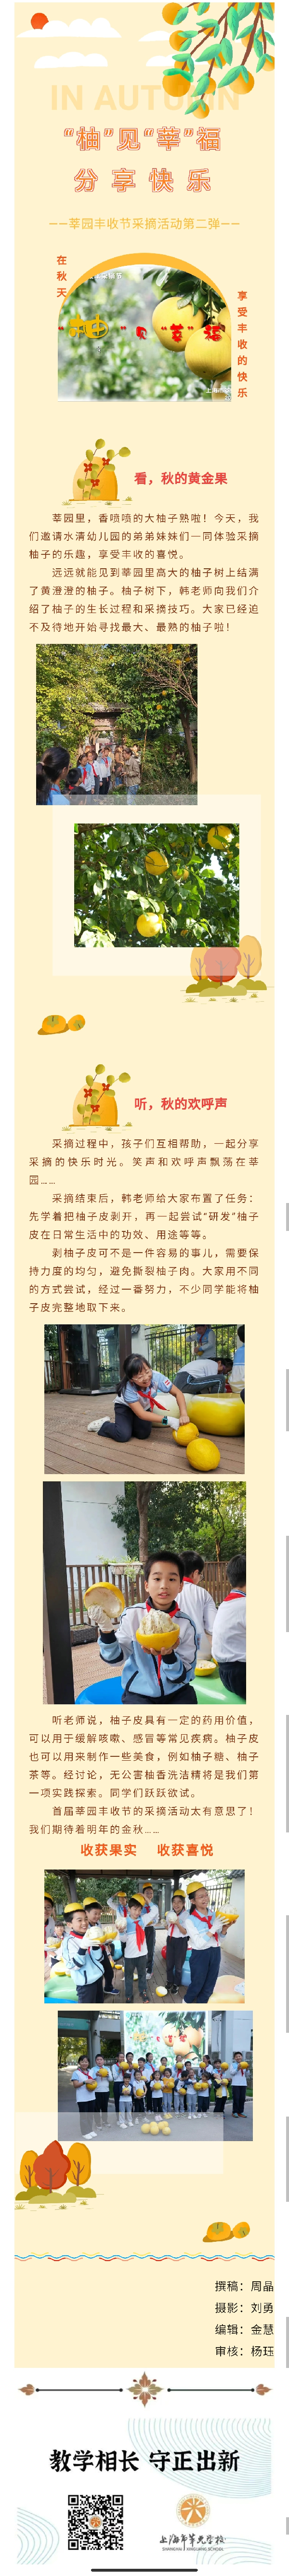 IN AUTUMN
“柚”见“莘”福
分享快乐
——莘园丰收节采摘活动第二弹——
在秋天
享受丰收的快乐
“柚”见“莘”福
看，秋的黄金果
莘园里，香喷喷的大柚子熟啦！今天，我
们邀请水清幼儿园的弟弟妹妹们一同体验采摘
柚子的乐趣，享受丰收的喜悦。
远远就能见到莘园里高大的柚子树上结满
了黄澄澄的柚子。柚子树下，韩老师向我们介
绍了柚子的生长过程和采摘技巧。大家已经迫
不及待地开始寻找最大、最熟的柚子啦！
听，秋的欢呼声
采摘过程中，孩子们互相帮助，一起分享
采摘的快乐时光。笑声和欢呼声飘荡在莘
园……
采摘结束后，韩老师给大家布置了任务：
先学着把柚子皮剥开，再一起尝试“研发”柚子
皮在日常生活中的功效、用途等等。
剥柚子皮可不是一件容易的事儿，需要保
持力度的均匀，避免撕裂柚子肉。大家用不同
的方式尝试，经过一番努力，不少同学能将柚
子皮完整地取下来。
听老师说，柚子皮具有一定的药用价值，
可以用于缓解咳嗽、感冒等常见疾病。柚子皮
也可以用来制作一些美食，例如柚子糖、柚子
茶等。经讨论，无公害柚香洗洁精将是我们第
一项实践探索。同学们跃跃欲试。
首届莘园丰收节的采摘活动太有意思了！
我们期待着明年的金秋……
收获果实 收获喜悦
撰稿：周晶
摄影：刘勇
编辑：金慧
审核：杨珏
教学相长 守正出新
上海市莘光学校